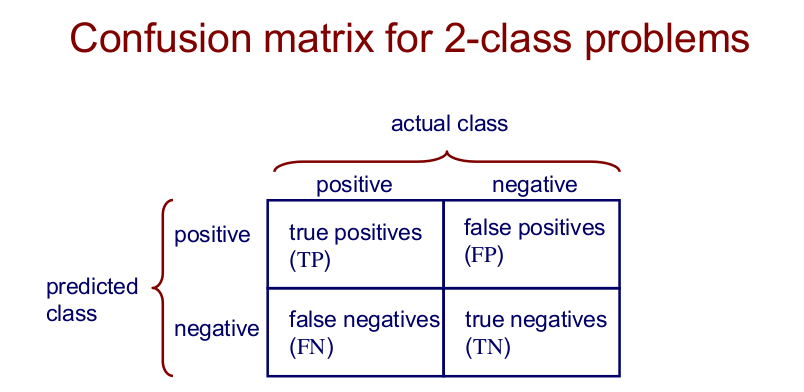 Confusion matrix for 2-class problems
actual class
positive
negative
positive
true positives
(TP)
false positives
(FP)
predicted
class
negative
false negatives
(FN)
true negatives
(TN)